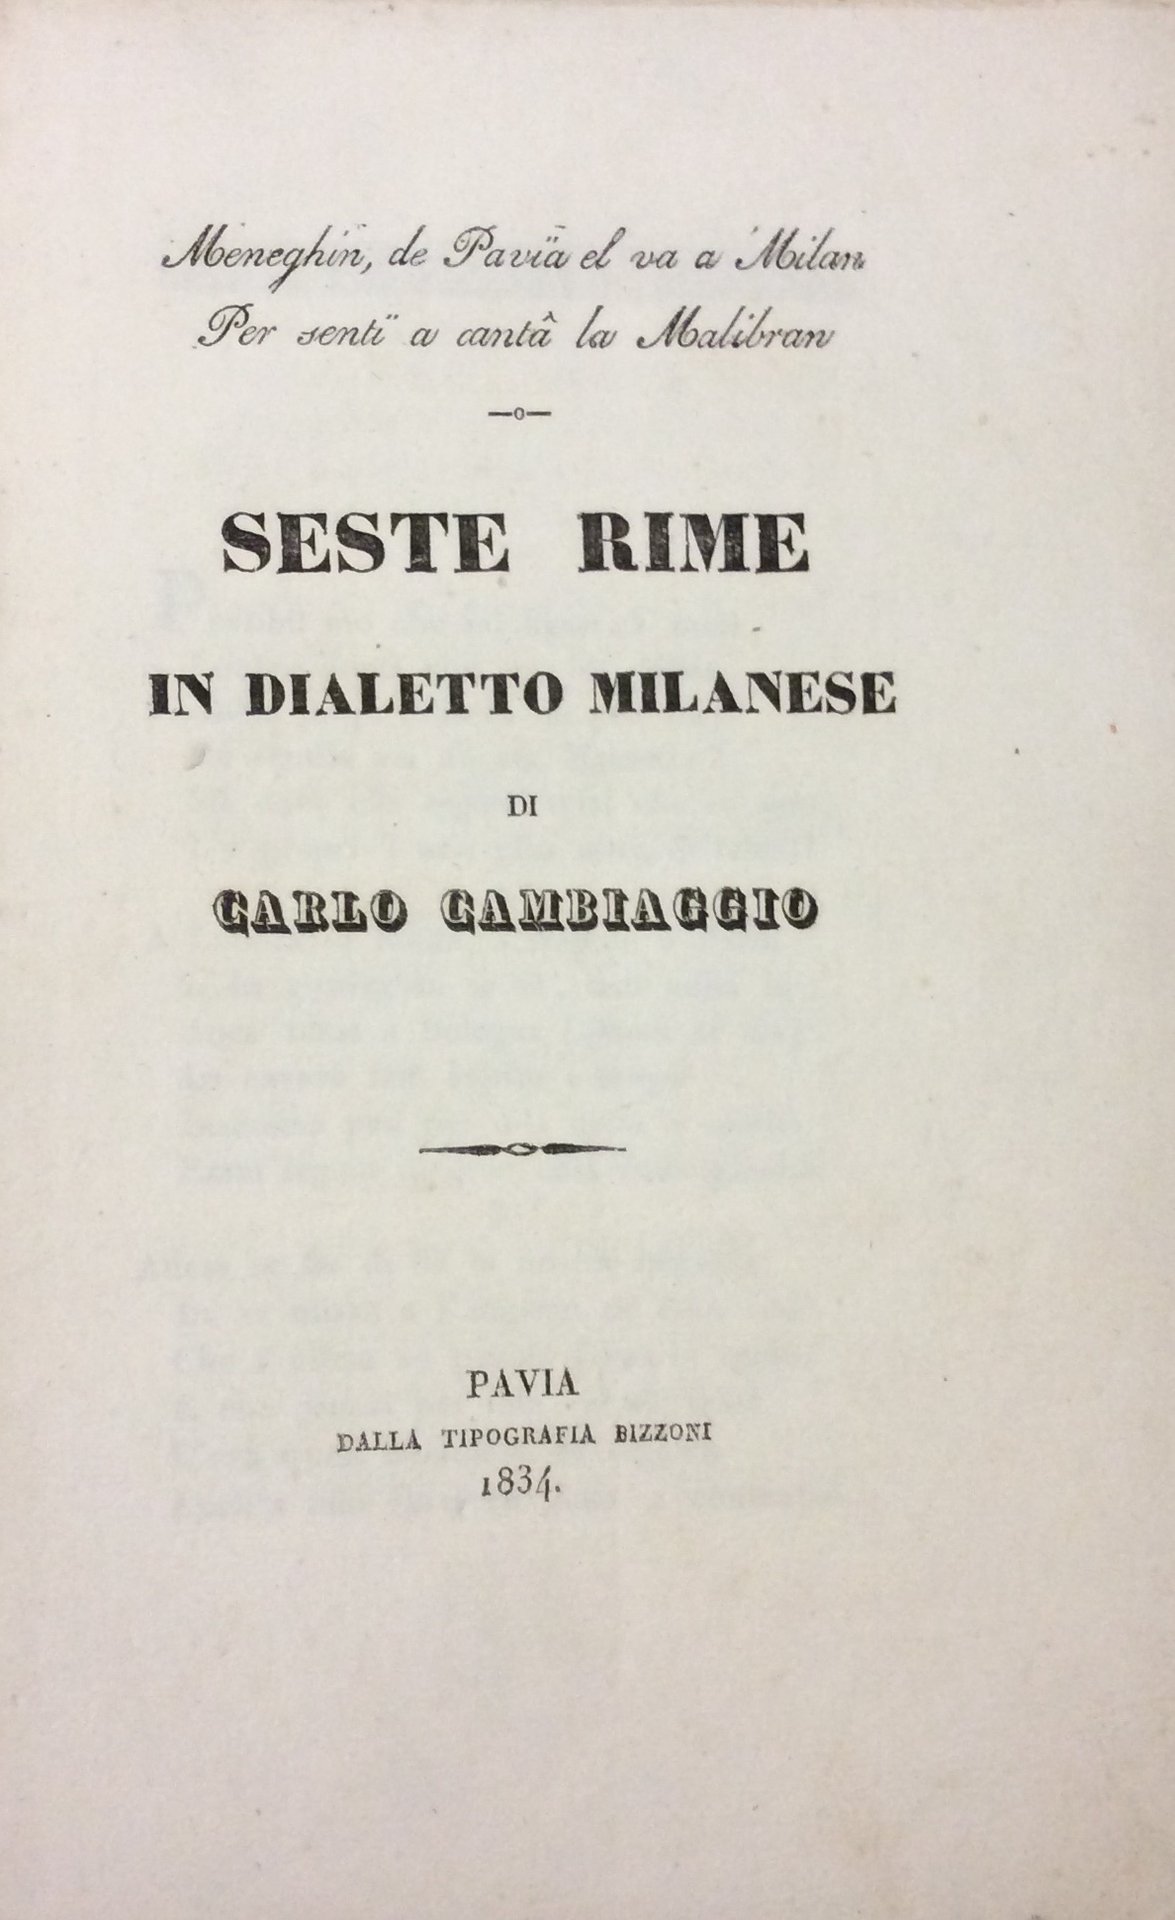 Meneghin, de Pavïa el va a Milan
Per sentï a cantâ la Malibran
SESTE RIME
IN DIALETTO MILANESE
DI
CARLO CAMBIAGGIO
PAVIA
DALLA TIPOGRAFIA BIZZONI
1834.